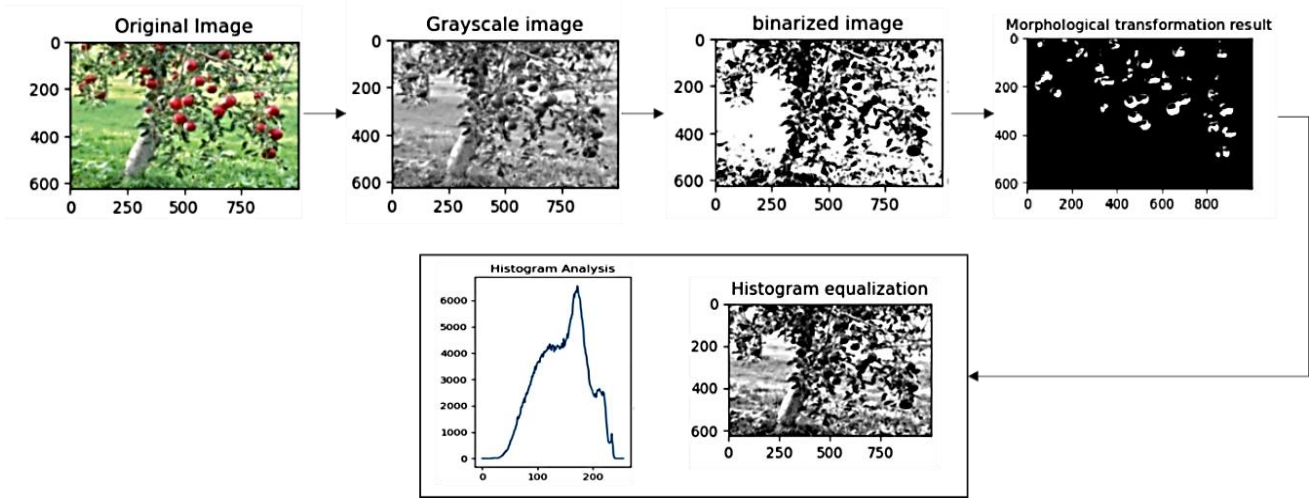 Original Image
0
200
400
600
0 250 500 750
Grayscale image
0
200
400
600
0 250 500 750
binarized image
0
200
400
600
0 250 500 750
Morphological transformation result
0
200
400
600
0 200 400 600 800
Histogram Analysis
6000
5000
4000
3000
2000
1000
0
0 100 200
Histogram equalization
0
200
400
600
0 250 500 750